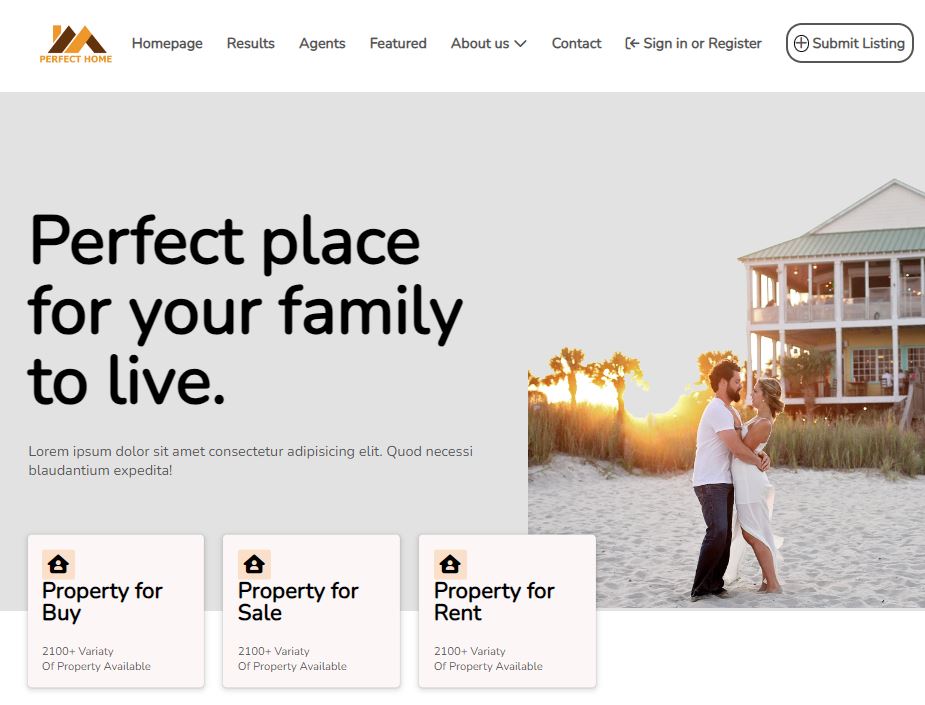 PERFECT HOME
Homepage
Results
Agents
Featured
About us
Contact
Sign in or Register
Submit Listing
Perfect place
for your family
to live.
Lorem ipsum dolor sit amet consectetur adipisicing elit. Quod necessi
blaudantium expedita!
Property for
Buy
2100+ Variaty
Of Property Available
Property for
Sale
2100+ Variaty
Of Property Available
Property for
Rent
2100+ Variaty
Of Property Available